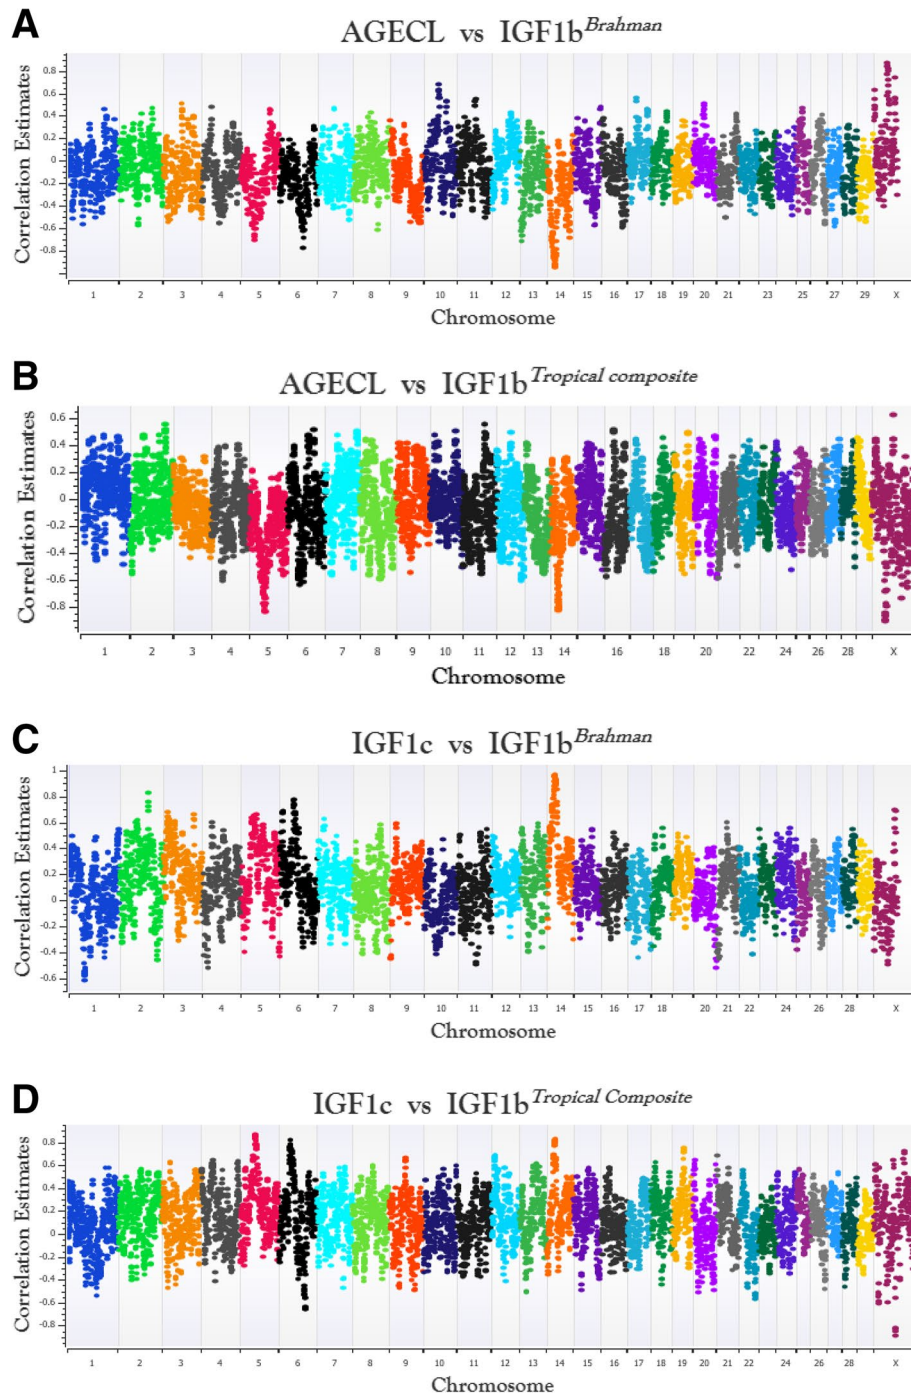 A
AGECL vs IGF1b Brahman
Correlation Estimates
0.8
0.6
0.4
0.2
0
-0.2
-0.4
-0.6
-0.8
1 2 3 4 5 6 7 8 9 10 11 12 13 14 15 16 17 18 19 20 21 23 25 27 29 X
Chromosome
B
AGECL vs IGF1b Tropical composite
Correlation Estimates
0.6
0.4
0.2
0
-0.2
-0.4
-0.6
-0.8
1 2 3 4 5 6 7 8 9 10 11 12 13 14 16 18 20 22 24 26 28 X
Chromosome
C
IGF1c vs IGF1b Brahman
Correlation Estimates
1
0.8
0.6
0.4
0.2
0
-0.2
-0.4
-0.6
1 2 3 4 5 6 7 8 9 10 11 12 13 14 15 16 17 18 19 20 21 22 24 26 28 X
Chromosome
D
IGF1c vs IGF1b Tropical Composite
Correlation Estimates
0.8
0.6
0.4
0.2
0
-0.2
-0.4
-0.6
-0.8
1 2 3 4 5 6 7 8 9 10 11 12 13 14 15 16 17 18 19 20 21 22 24 26 28 X
Chromosome